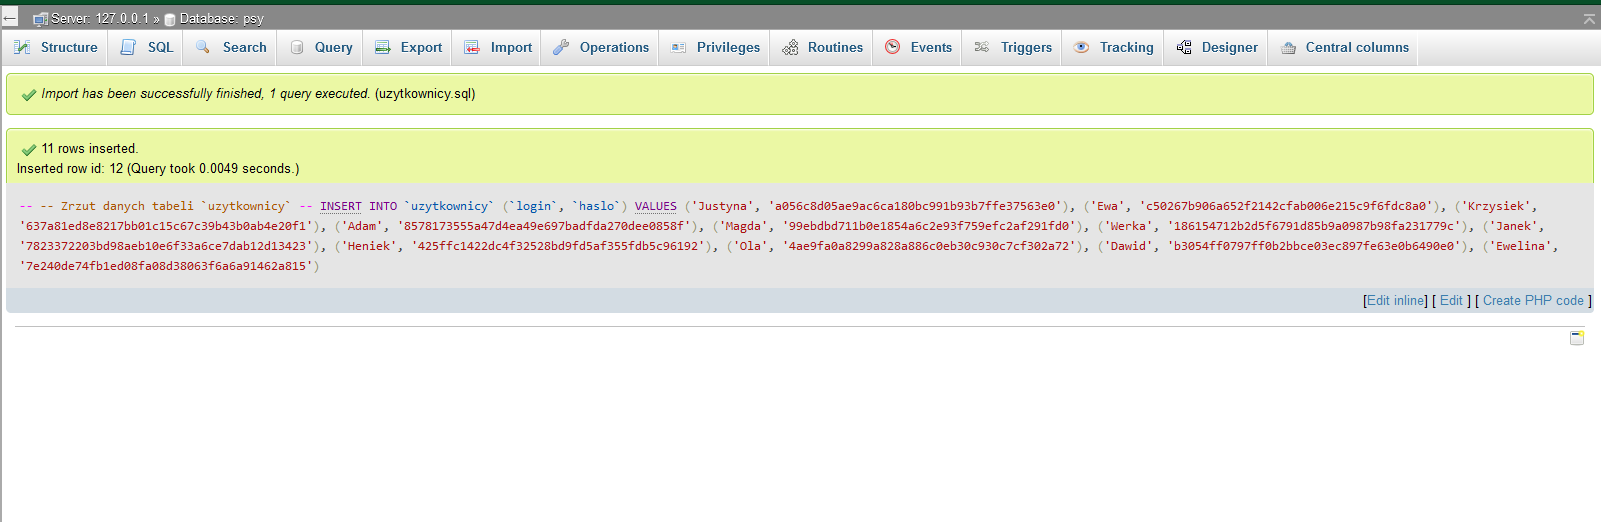 Server: 127.0.0.1 » Database: psy
Structure SQL Search Query Export Import Operations Privileges Routines Events Triggers Tracking Designer Central columns
Import has been successfully finished, 1 query executed. (uzytkownicy.sql)
11 rows inserted.
Inserted row id: 12 (Query took 0.0049 seconds.)
-- -- Zrzut danych tabeli `uzytkownicy` -- INSERT INTO `uzytkownicy` (`login`, `haslo`) VALUES ('Justyna', 'a056c8d05ae9ac6ca180bc991b93b7ffe37563e0'), ('Ewa', 'c50267b906a652f2142cfab006e215c9f6fdc8a0'), ('Krzysiek',
'637a81ed8e8217bb01c15c67c39b43b0ab4e20f1'), ('Adam', '8578173555a47d4ea49e697badfda270dee0858f'), ('Magda', '99ebdbd711b0e1854a6c2e93f759efc2af291fd0'), ('Werka', '186154712b2d5f6791d85b9a0987b98fa231779c'), ('Janek',
'7823372203bd98aeb10e6f33a6ce7dab12d13423'), ('Heniek', '425ffc1422dc4f32528bd9fd5af355fdb5c96192'), ('Ola', '4ae9fa0a8299a828a886c0eb30c930c7cf302a72'), ('Dawid', 'b3054ff0797ff0b2bbce03ec897fe63e0b6490e0'), ('Ewelina',
'7e240de74fb1ed08fa08d38063f6a6a91462a815')
[Edit inline] [ Edit ] [ Create PHP code ]